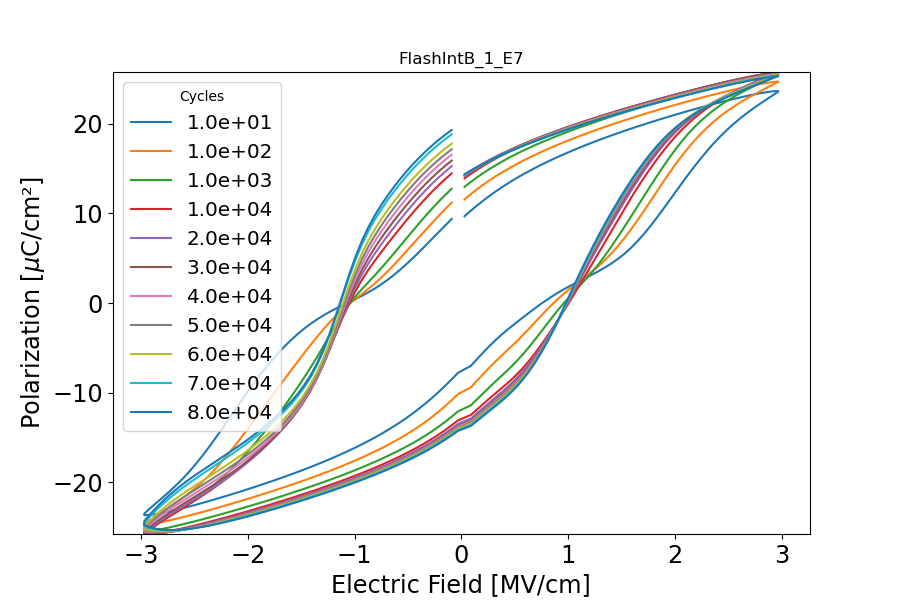 FlashIntB_1_E7
Cycles
1.0e+01
1.0e+02
1.0e+03
1.0e+04
2.0e+04
3.0e+04
4.0e+04
5.0e+04
6.0e+04
7.0e+04
8.0e+04
Polarization [μC/cm²]
20
10
0
−10
−20
−3 −2 −1 0 1 2 3
Electric Field [MV/cm]